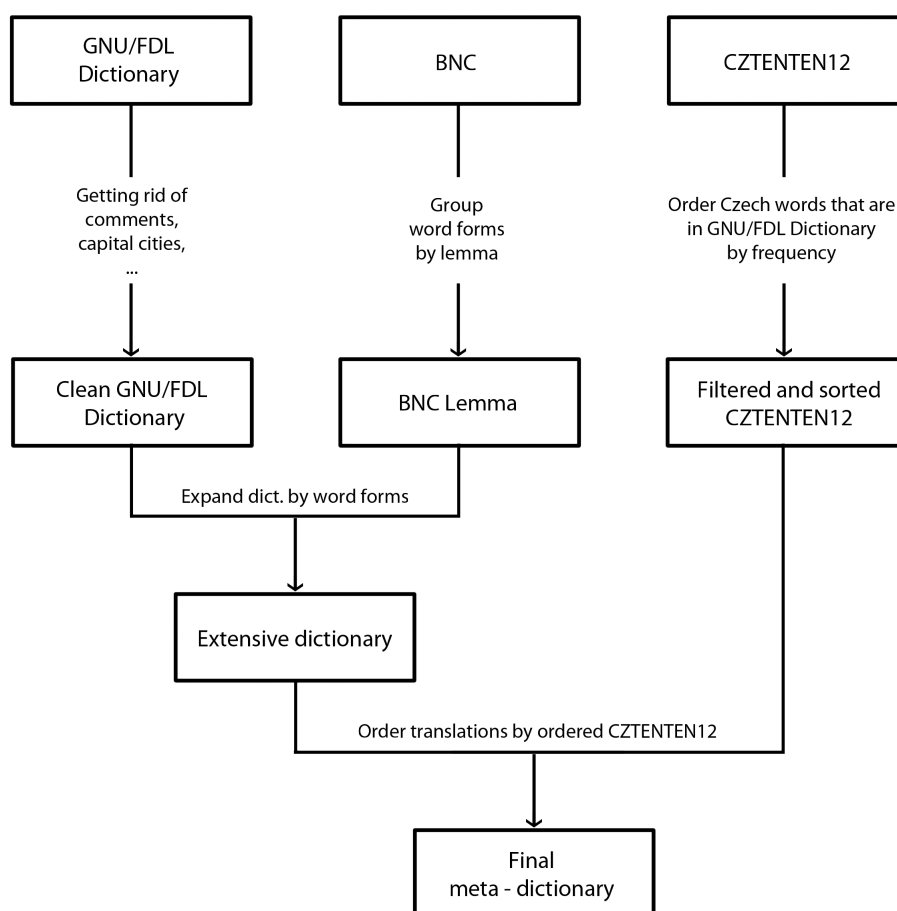 GNU/FDL
Dictionary
BNC
CZTENTEN12
Getting rid of
comments,
capital cities,
...
Group
word forms
by lemma
Order Czech words that are
in GNU/FDL Dictionary
by frequency
Clean GNU/FDL
Dictionary
BNC Lemma
Filtered and sorted
CZTENTEN12
Expand dict. by word forms
Extensive dictionary
Order translations by ordered CZTENTEN12
Final
meta - dictionary